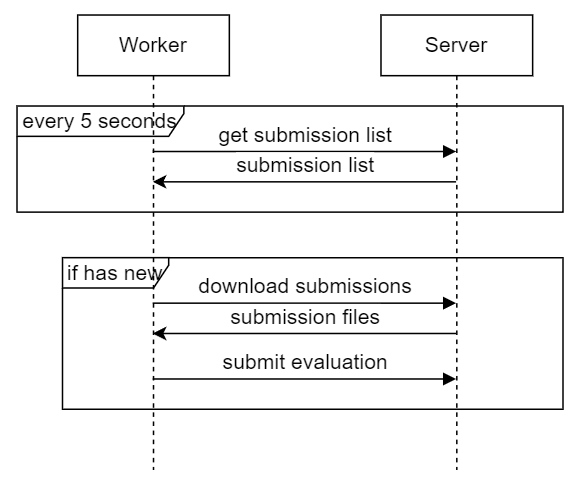 Worker
Server
every 5 seconds
get submission list
submission list
if has new
download submissions
submission files
submit evaluation